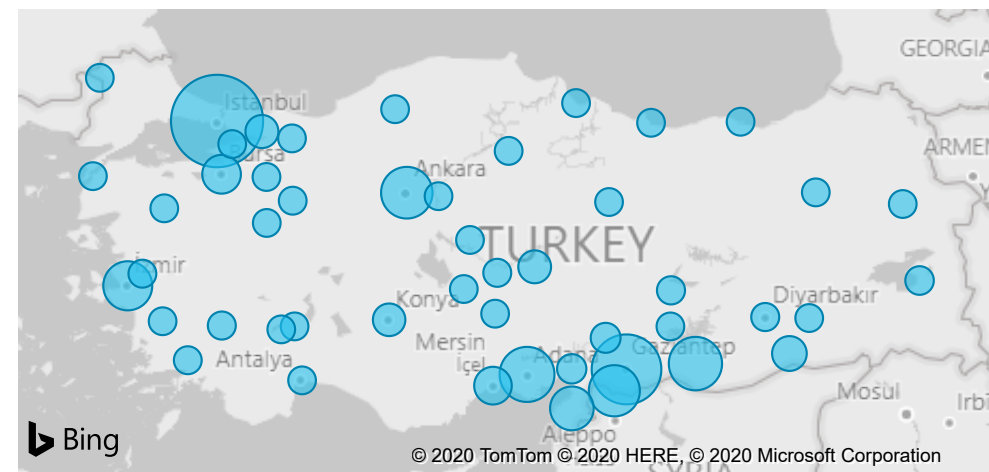 GEORGIA
Istanbul
Bursa
ARMEN
Ankara
TURKEY
İzmir
Konya
Diyarbakır
Mersin
İçel
Adana
Gaziantep
Antalya
Mosul
Irbi
Aleppo
SYRIA
Bing
© 2020 TomTom © 2020 HERE, © 2020 Microsoft Corporation